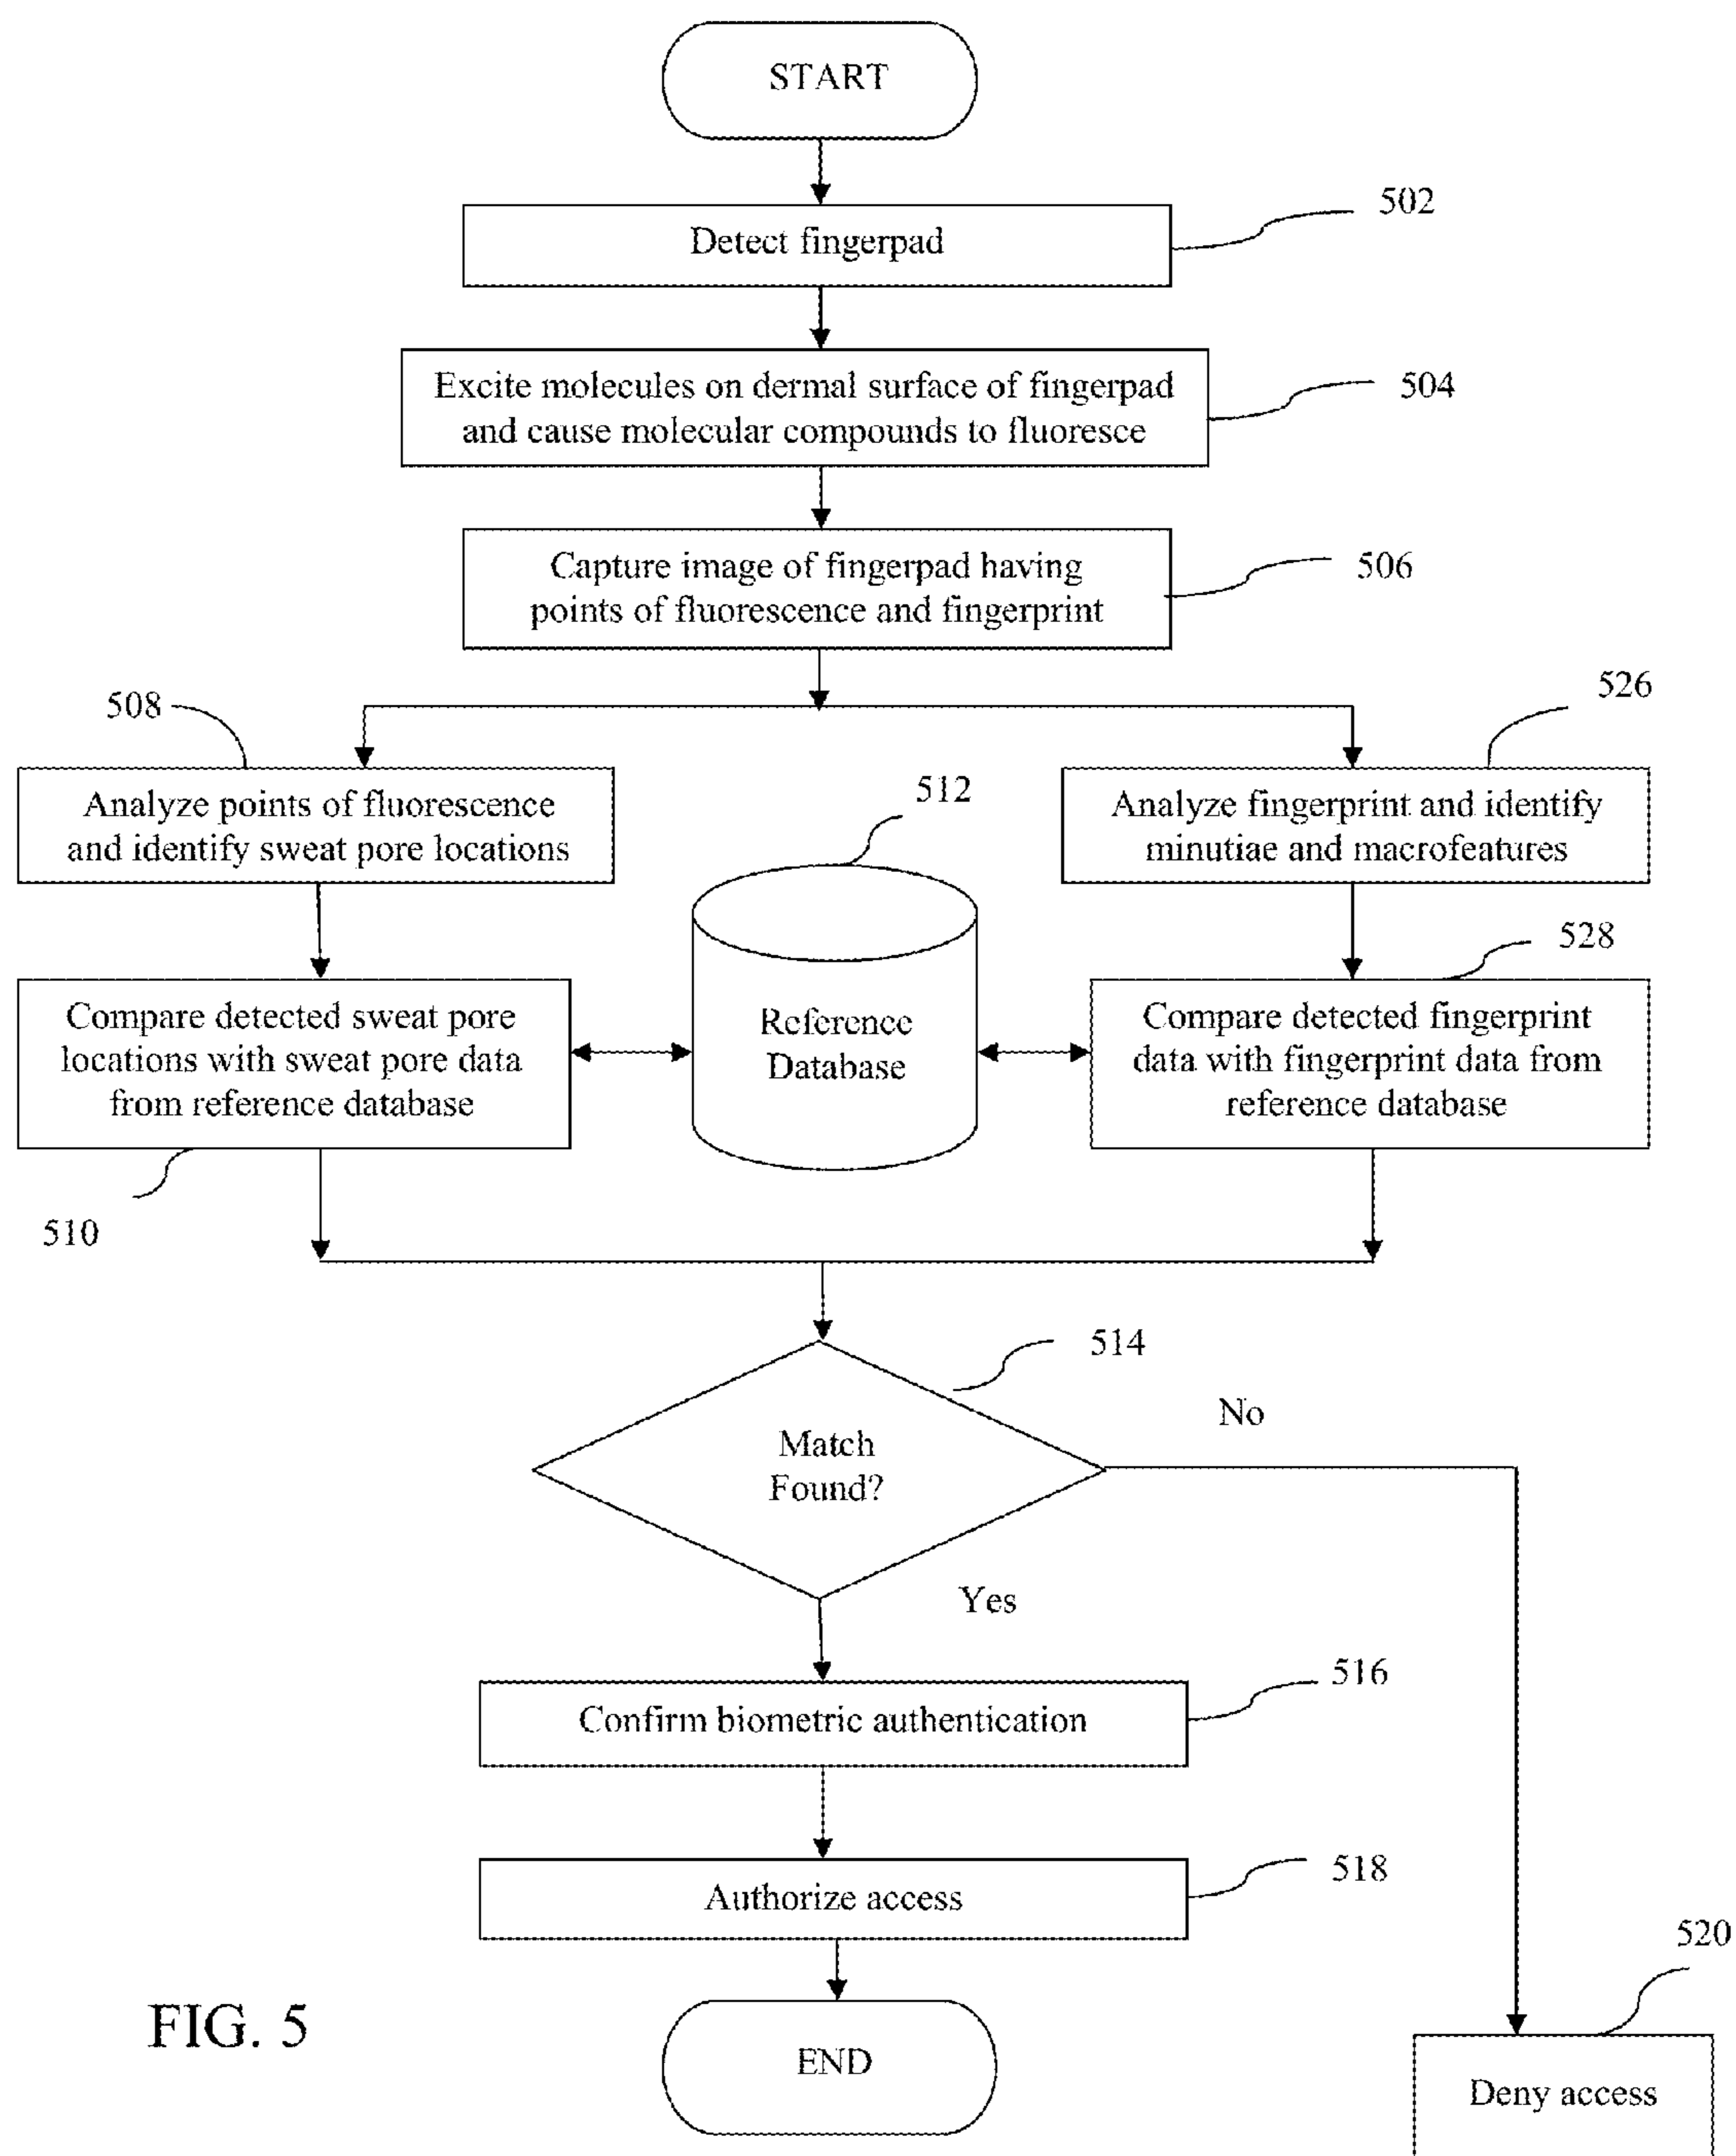 START
502
Detect fingerpad
Excite molecules on dermal surface of fingerpad
and cause molecular compounds to fluoresce
504
Capture image of fingerpad having
points of fluorescence and fingerprint
506
508
526
Analyze points of fluorescence
and identify sweat pore locations
512
Analyze fingerprint and identify
minutiae and macrofeatures
528
Compare detected sweat pore
locations with sweat pore data
from reference database
Reference
Database
Compare detected fingerprint
data with fingerprint data from
reference database
510
514
No
Match
Found?
Yes
516
Confirm biometric authentication
518
Authorize access
520
FIG. 5
END
Deny access